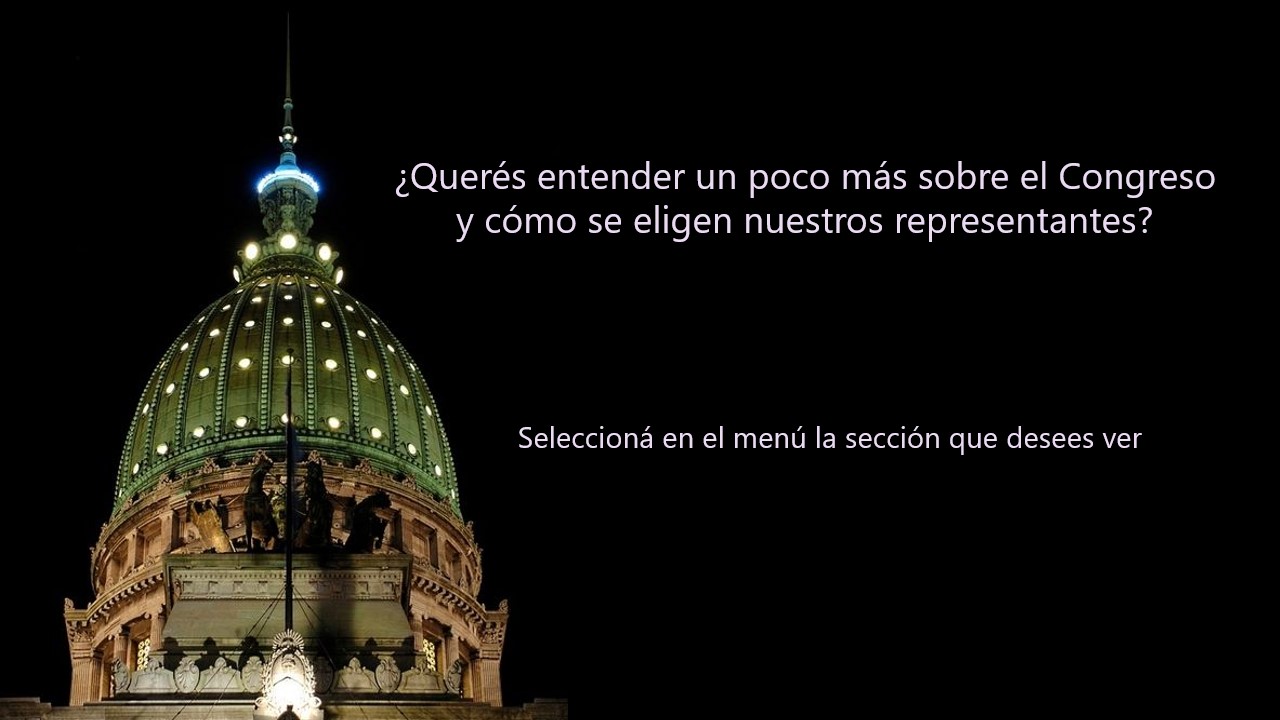 ¿Querés entender un poco más sobre el Congreso
y cómo se eligen nuestros representantes?
Seleccioná en el menú la sección que desees ver